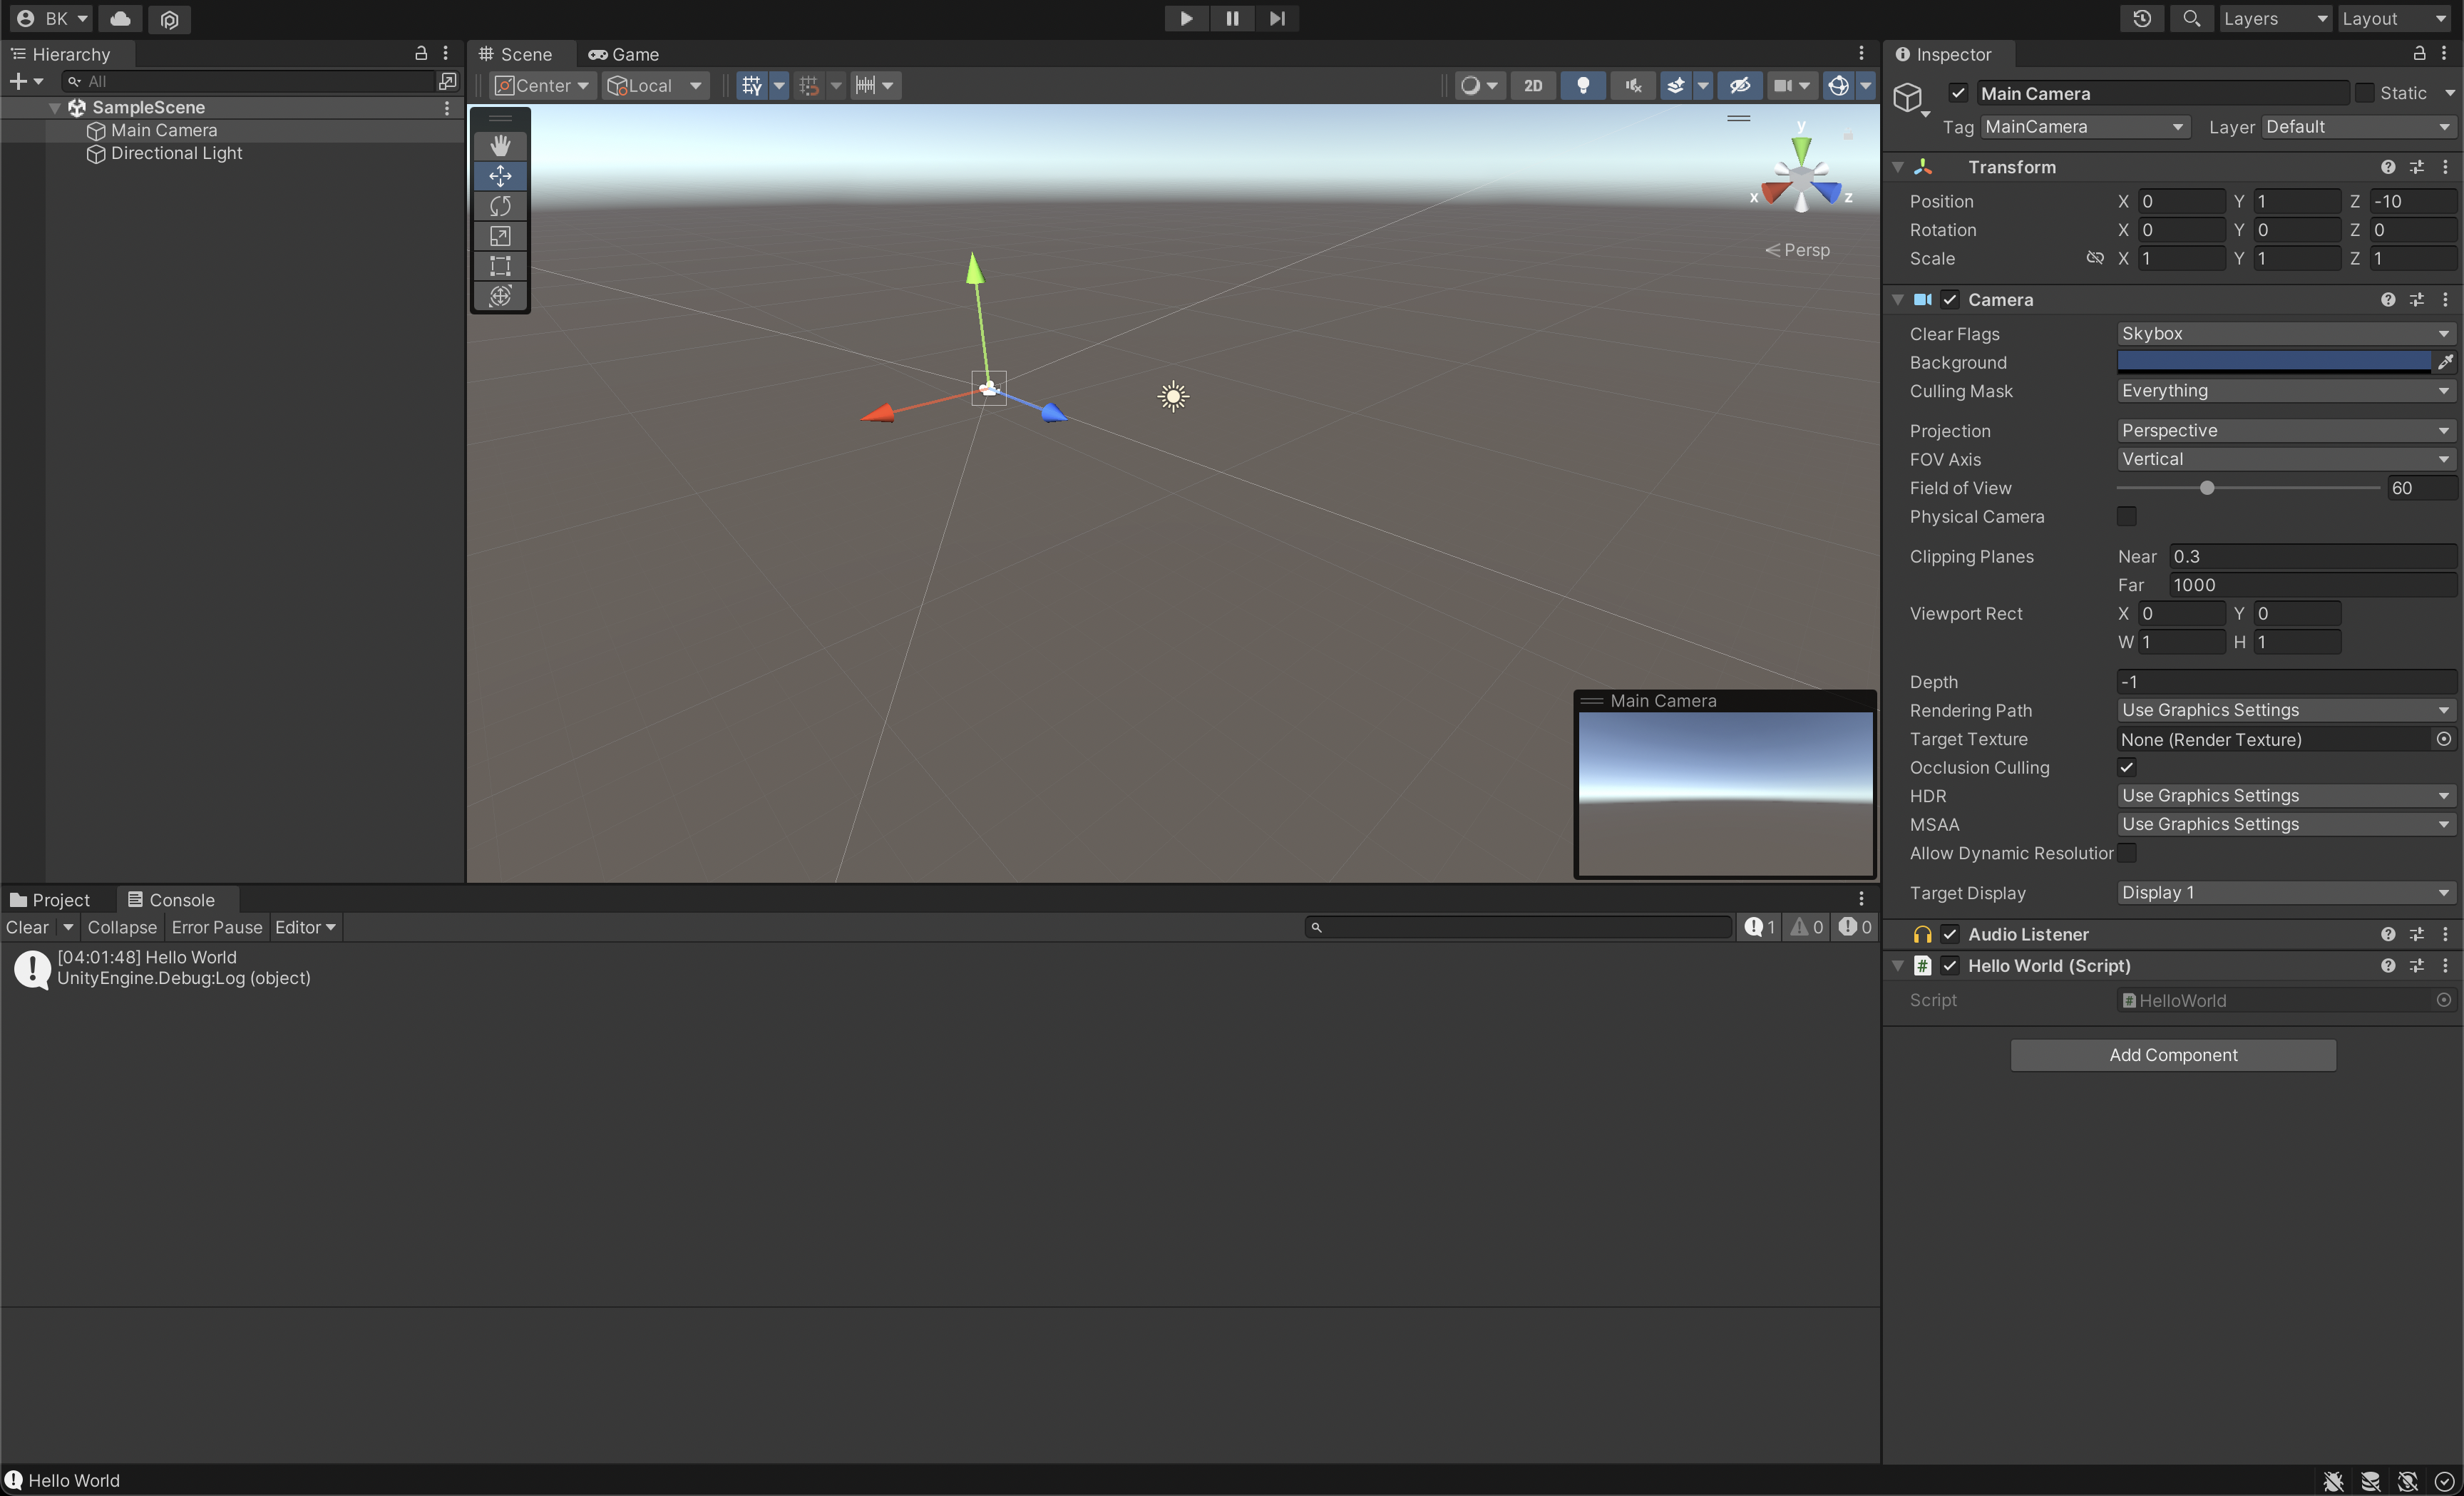 BK
Layers
Layout
Hierarchy
All
SampleScene
Main Camera
Directional Light
Scene
Game
Center
Local
2D
y
x
z
Persp
Main Camera
Inspector
Main Camera
Static
Tag MainCamera Layer Default
Transform
Position X 0 Y 1 Z -10
Rotation X 0 Y 0 Z 0
Scale X 1 Y 1 Z 1
Camera
Clear Flags Skybox
Background
Culling Mask Everything
Projection Perspective
FOV Axis Vertical
Field of View 60
Physical Camera
Clipping Planes Near 0.3
Far 1000
Viewport Rect X 0 Y 0
W 1 H 1
Depth -1
Rendering Path Use Graphics Settings
Target Texture None (Render Texture)
Occlusion Culling
HDR Use Graphics Settings
MSAA Use Graphics Settings
Allow Dynamic Resolution
Target Display Display 1
Audio Listener
# Hello World (Script)
Script # HelloWorld
Add Component
Project
Console
Clear Collapse Error Pause Editor
1 0 0
[04:01:48] Hello World
UnityEngine.Debug:Log (object)
Hello World